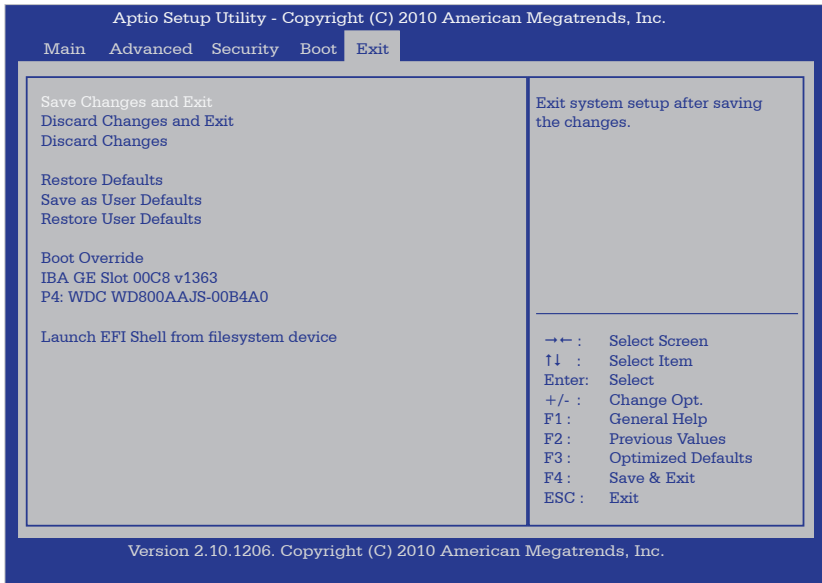 Aptio Setup Utility - Copyright (C) 2010 American Megatrends, Inc.
Main Advanced Security Boot Exit
Save Changes and Exit
Discard Changes and Exit
Discard Changes
Restore Defaults
Save as User Defaults
Restore User Defaults
Boot Override
IBA GE Slot 00C8 v1363
P4: WDC WD800AAJS-00B4A0
Launch EFI Shell from filesystem device
Exit system setup after saving
the changes.
→← : Select Screen
↑↓ : Select Item
Enter: Select
+/- : Change Opt.
F1 : General Help
F2 : Previous Values
F3 : Optimized Defaults
F4 : Save & Exit
ESC : Exit
Version 2.10.1206. Copyright (C) 2010 American Megatrends, Inc.